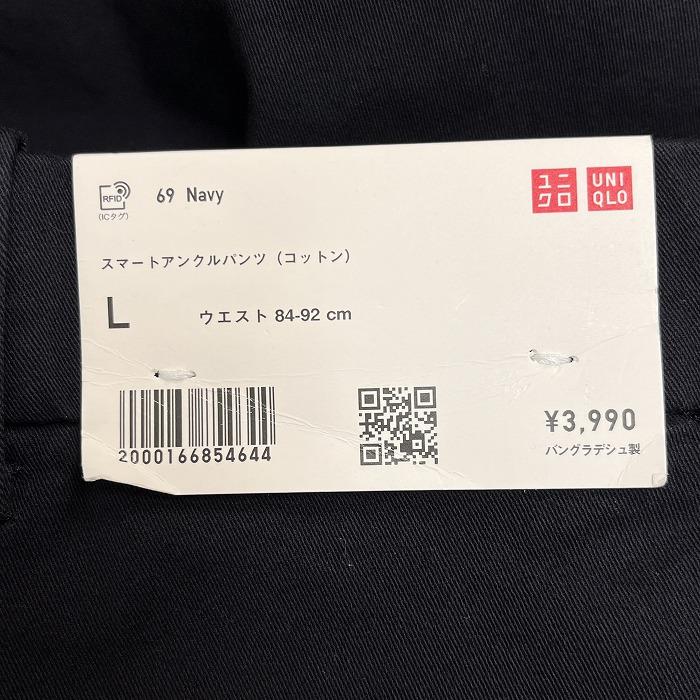 RFID
(ICタグ)
69 Navy
ユニ
クロ
UNI
QLO
スマートアンクルパンツ (コットン)
L
ウエスト 84-92 cm
2000166854644
¥3,990
バングラデシュ製